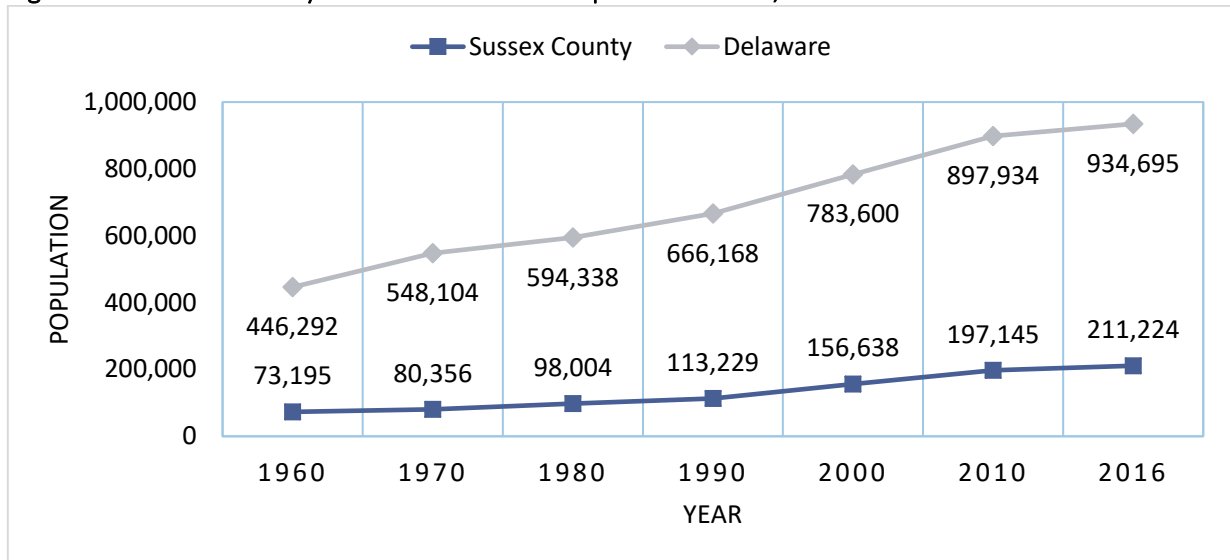 Sussex County Delaware
1,000,000
800,000
600,000
400,000
200,000
0
POPULATION
446,292 548,104 594,338 666,168 783,600 897,934 934,695
73,195 80,356 98,004 113,229 156,638 197,145 211,224
1960 1970 1980 1990 2000 2010 2016
YEAR